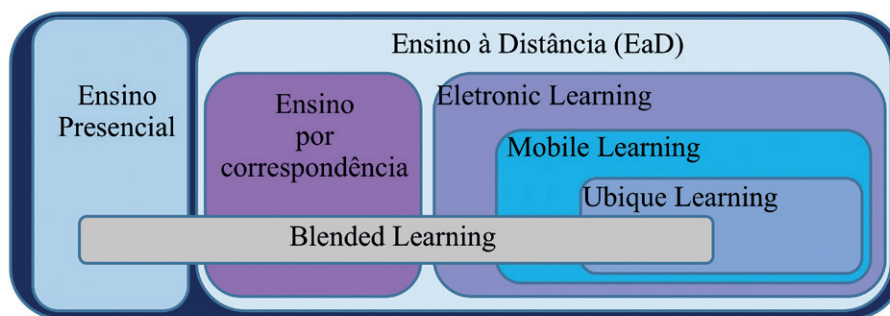 Ensino à Distância (EaD)
Ensino
Presencial
Ensino
por
correspondência
Eletronic Learning
Mobile Learning
Ubique Learning
Blended Learning